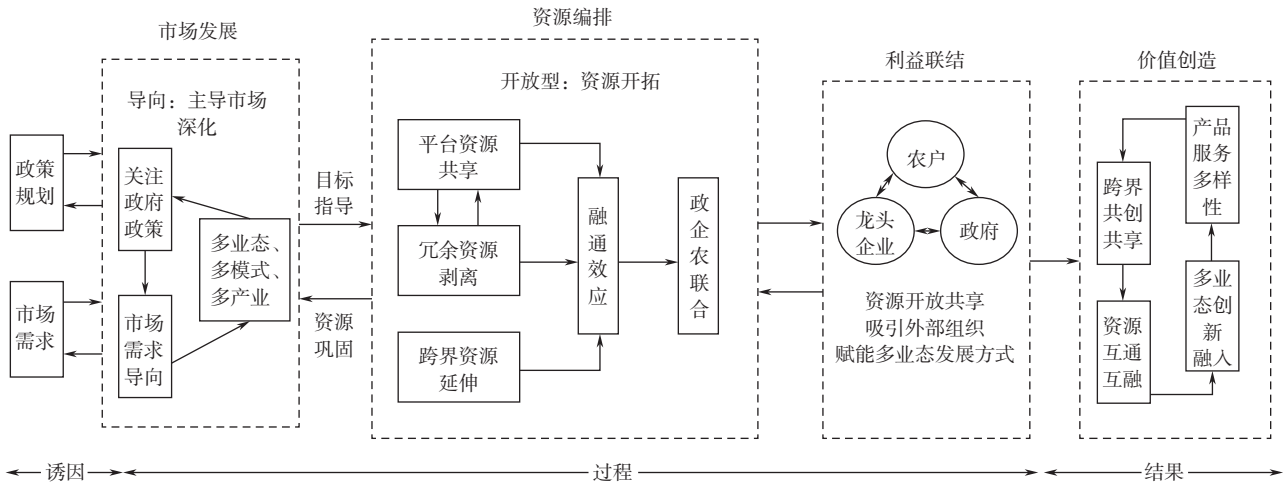 市场发展
资源编排
利益联结
价值创造
导向：主导市场
深化
开放型：资源开拓
政策
规划
市场
需求
关注
政府
政策
市场
需求
导向
多业态、
多模式、
多产业
目标
指导
资源
巩固
平台资源
共享
冗余资源
剥离
跨界资源
延伸
融
通
效
应
政
企
农
联
合
农户
龙头
企业
政府
资源开放共享
吸引外部组织
赋能多业态发展方式
跨界
共创
共享
资源
互通
互融
产品
服务
多样
性
多业
态创
新
融入
诱因
过程
结果